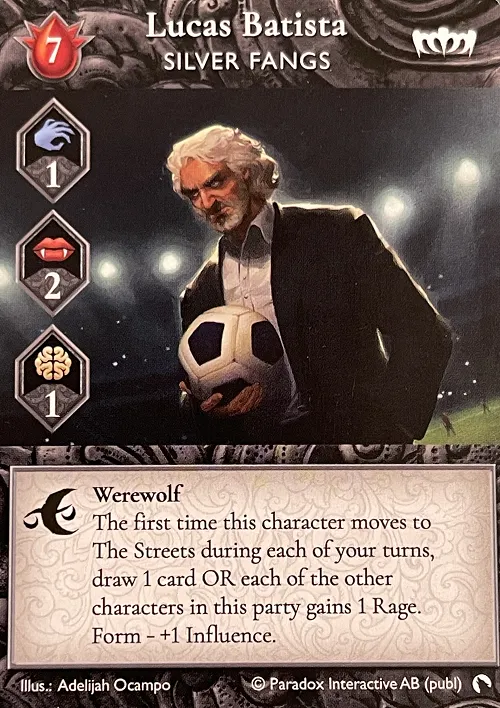 7
Lucas Batista
SILVER FANGS
1
2
1
Werewolf
The first time this character moves to
The Streets during each of your turns,
draw 1 card OR each of the other
characters in this party gains 1 Rage.
Form - +1 Influence.
Illus.: Adelijah Ocampo
© Paradox Interactive AB (publ)